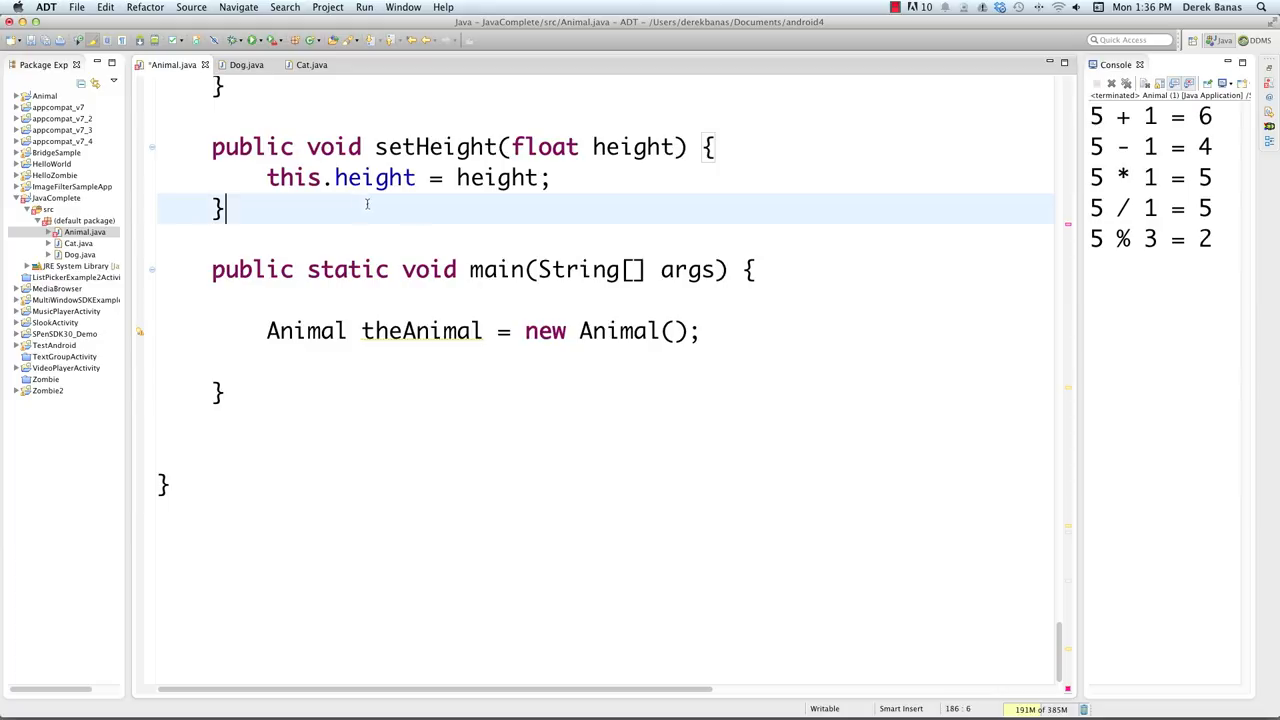 ADT File Edit Refactor Source Navigate Search Project Run Window Help
10
Mon 1:36 PM Derek Banas
Java - JavaComplete/src/Animal.java - ADT - /Users/derekbanas/Documents/android4
Quick Access
Java
DDMS
Package Exp
*Animal.java
Dog.java
Cat.java
Console
Animal
appcompat_v7
appcompat_v7_2
appcompat_v7_3
appcompat_v7_4
BridgeSample
HelloWorld
HelloZombie
ImageFilterSampleApp
JavaComplete
src
(default package)
Animal.java
Cat.java
Dog.java
JRE System Library [
ListPickerExample2Activi
MediaBrowser
MultiWindowSDKExample
MusicPlayerActivity
SlookActivity
SPenSDK30_Demo
TestAndroid
TextGroupActivity
VideoPlayerActivity
Zombie
Zombie2
}
public void setHeight(float height) {
this.height = height;
}
public static void main(String[] args) {
Animal theAnimal = new Animal();
}
}
<terminated> Animal (1) [Java Application] /
5 + 1 = 6
5 - 1 = 4
5 * 1 = 5
5 / 1 = 5
5 % 3 = 2
Writable
Smart Insert
186 : 6
191M of 385M